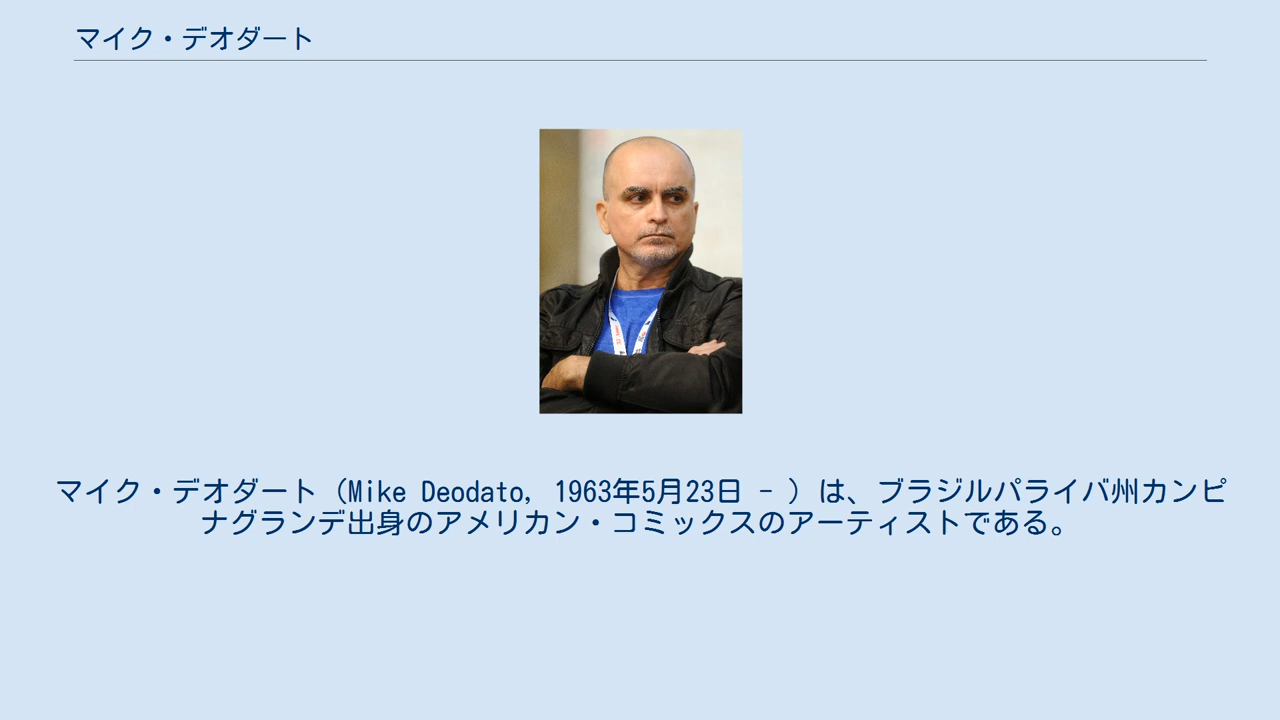 マイク・デオダート
マイク・デオダート（Mike Deodato, 1963年5月23日 - ）は、ブラジルパライバ州カンピ
ナグランデ出身のアメリカン・コミックスのアーティストである。